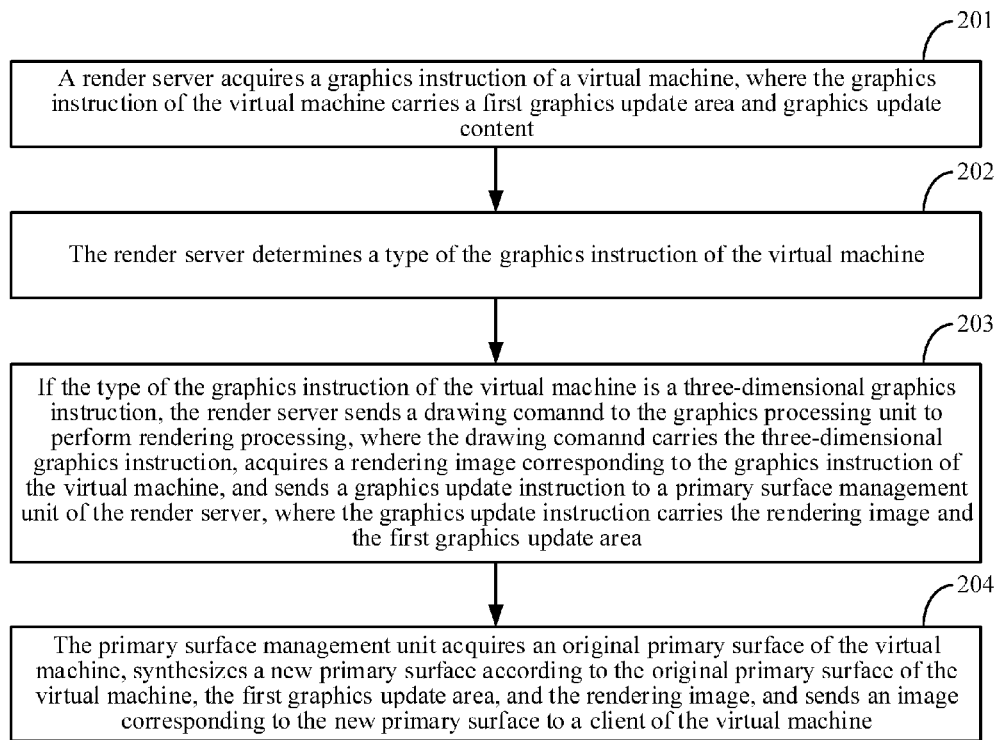 201
A render server acquires a graphics instruction of a virtual machine, where the graphics
instruction of the virtual machine carries a first graphics update area and graphics update
content
202
The render server determines a type of the graphics instruction of the virtual machine
203
If the type of the graphics instruction of the virtual machine is a three-dimensional graphics
instruction, the render server sends a drawing comannd to the graphics processing unit to
perform rendering processing, where the drawing comannd carries the three-dimensional
graphics instruction, acquires a rendering image corresponding to the graphics instruction of
the virtual machine, and sends a graphics update instruction to a primary surface management
unit of the render server, where the graphics update instruction carries the rendering image and
the first graphics update area
204
The primary surface management unit acquires an original primary surface of the virtual
machine, synthesizes a new primary surface according to the original primary surface of the
virtual machine, the first graphics update area, and the rendering image, and sends an image
corresponding to the new primary surface to a client of the virtual machine